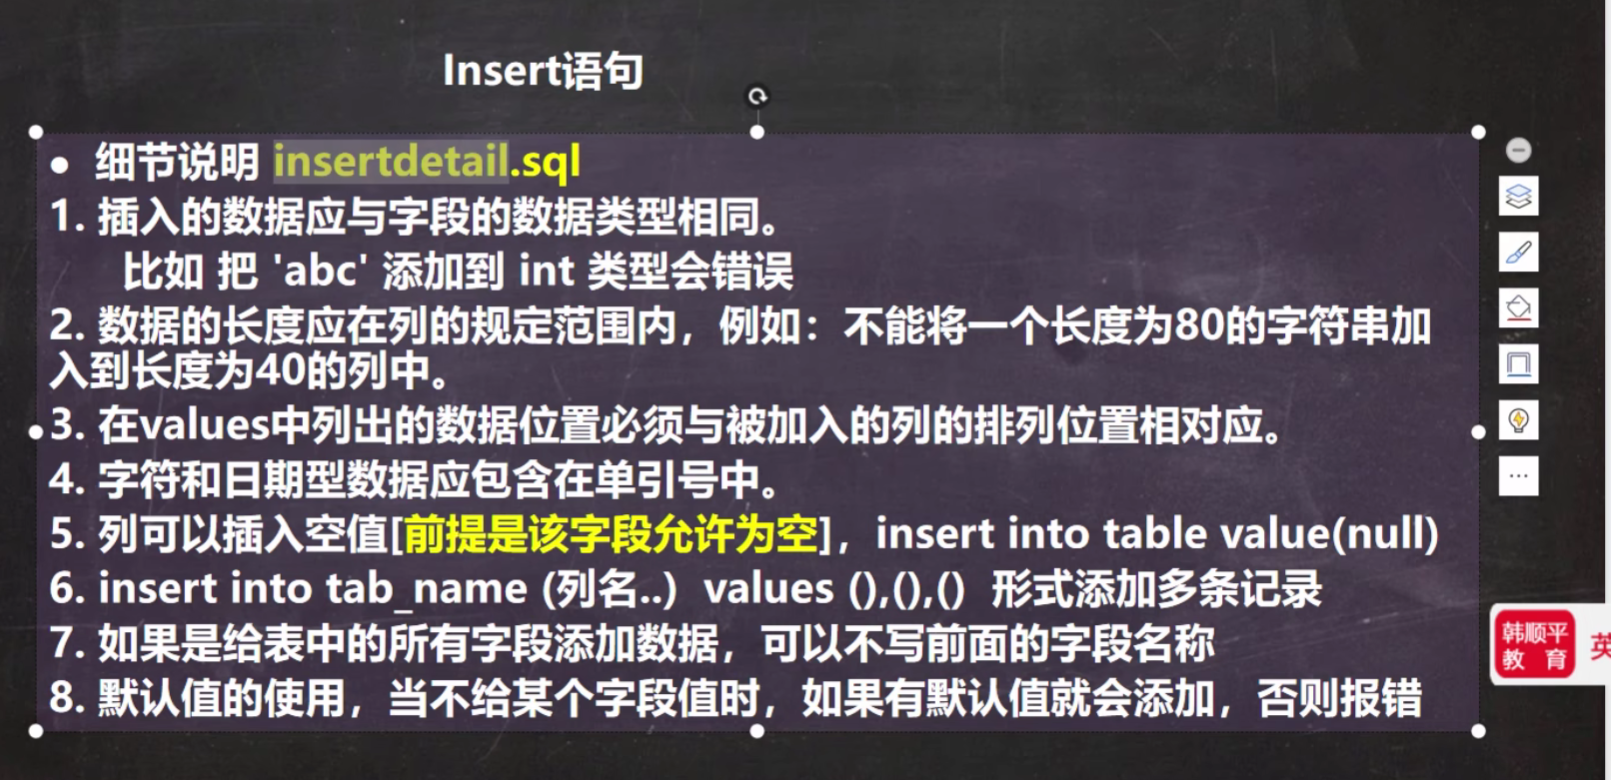 Insert语句
● 细节说明 insertdetail.sql
1. 插入的数据应与字段的数据类型相同。
比如 把 'abc' 添加到 int 类型会错误
2. 数据的长度应在列的规定范围内，例如：不能将一个长度为80的字符串加
入到长度为40的列中。
3. 在values中列出的数据位置必须与被加入的列的排列位置相对应。
4. 字符和日期型数据应包含在单引号中。
5. 列可以插入空值[前提是该字段允许为空]，insert into table value(null)
6. insert into tab_name (列名..)  values (),(),()  形式添加多条记录
7. 如果是给表中的所有字段添加数据，可以不写前面的字段名称
8. 默认值的使用，当不给某个字段值时，如果有默认值就会添加，否则报错
韩顺平
教 育
英